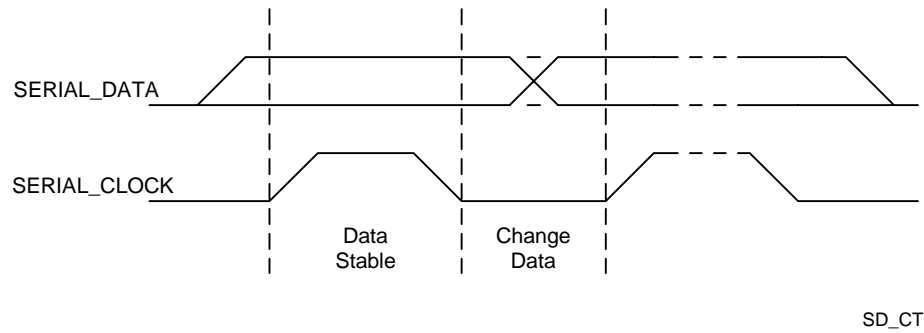 SERIAL_DATA
SERIAL_CLOCK
Data
Stable
Change
Data
SD_CT